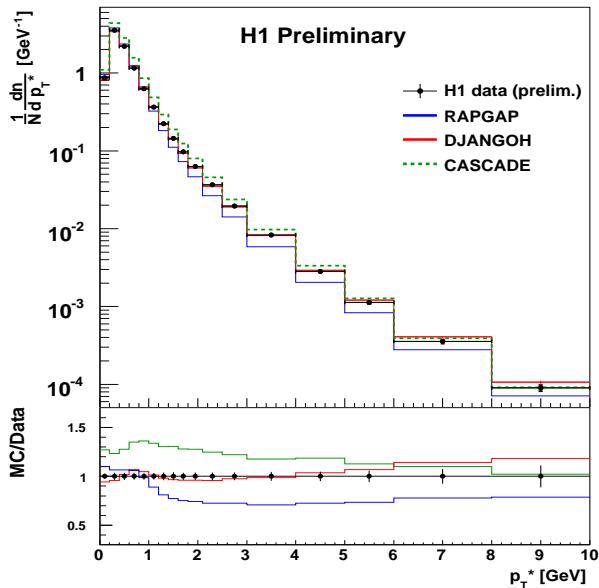 H1 Preliminary
1/N dn/d p_T* [GeV⁻¹]
H1 data (prelim.)
RAPGAP
DJANGOH
CASCADE
1
10⁻¹
10⁻²
10⁻³
10⁻⁴
MC/Data
1.5
1
0.5
0 1 2 3 4 5 6 7 8 9 10
p_T* [GeV]